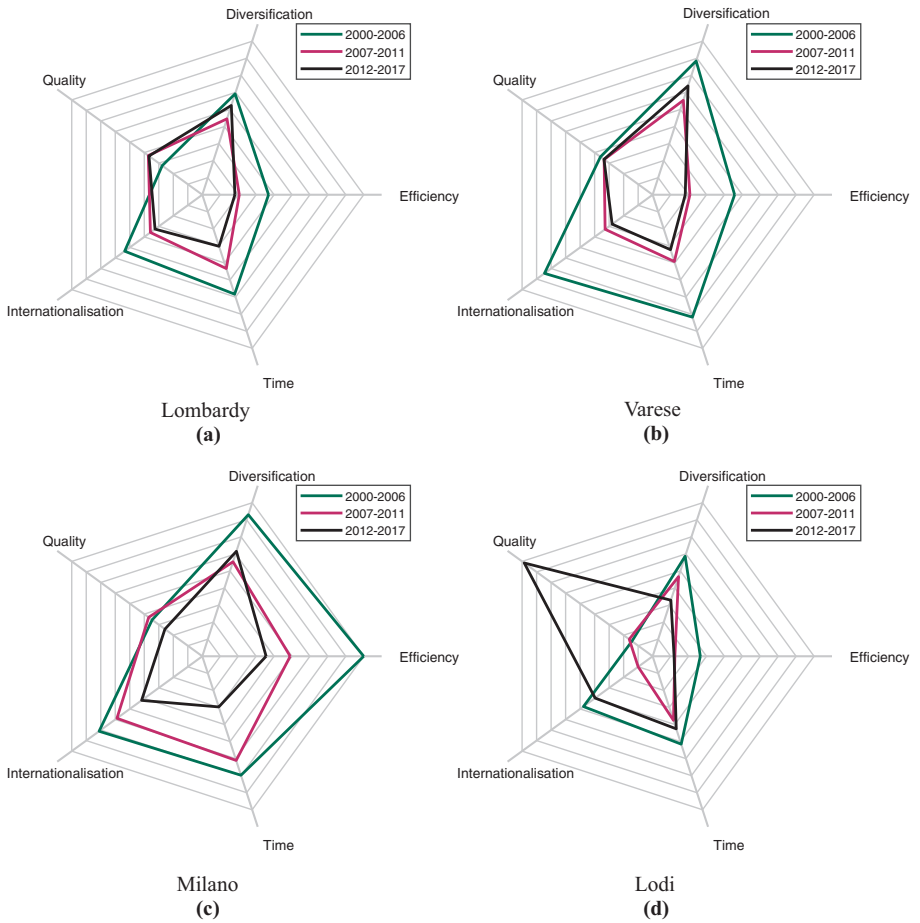 Diversification
2000-2006
2007-2011
2012-2017
Quality
Efficiency
Internationalisation
Time
Lombardy
(a)
Diversification
2000-2006
2007-2011
2012-2017
Quality
Efficiency
Internationalisation
Time
Varese
(b)
Diversification
2000-2006
2007-2011
2012-2017
Quality
Efficiency
Internationalisation
Time
Milano
(c)
Diversification
2000-2006
2007-2011
2012-2017
Quality
Efficiency
Internationalisation
Time
Lodi
(d)